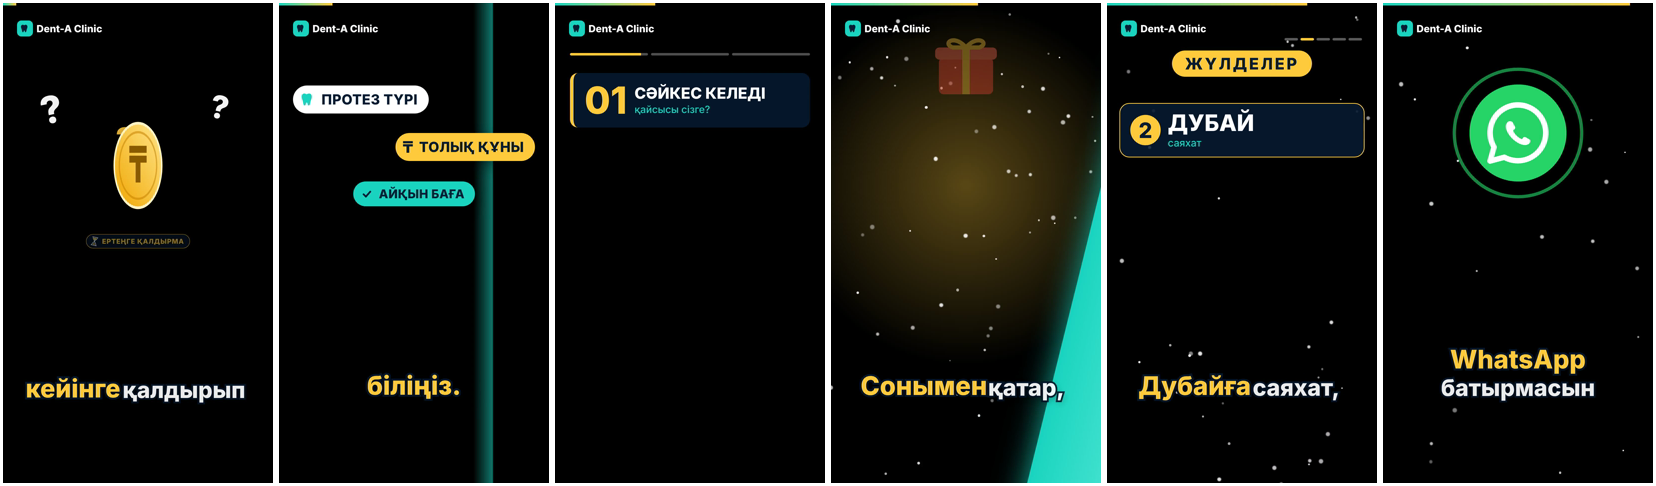 Dent-A Clinic
?
?
₸
ЕРТЕҢГЕ ҚАЛДЫРМА
кейінге қалдырып
Dent-A Clinic
ПРОТЕЗ ТҮРІ
₸ ТОЛЫҚ ҚҰНЫ
✓ АЙҚЫН БАҒА
біліңіз.
Dent-A Clinic
01 СӘЙКЕС КЕЛЕДІ
қайсысы сізге?
Dent-A Clinic
Сонымен қатар,
Dent-A Clinic
ЖҮЛДЕЛЕР
2 ДУБАЙ
саяхат
Дубайға саяхат,
Dent-A Clinic
WhatsApp
батырмасын